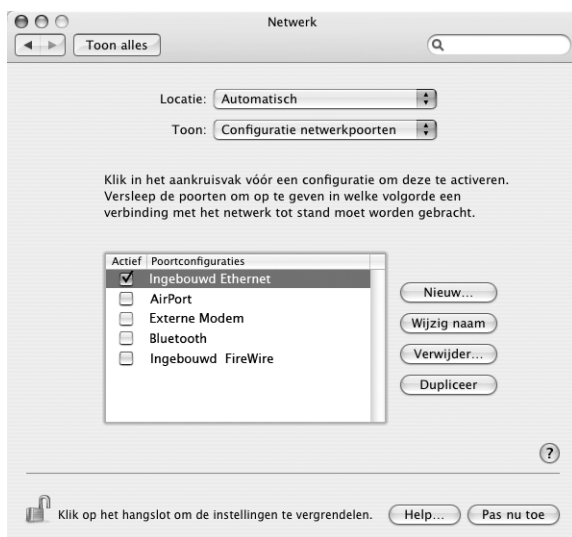 Netwerk
Toon alles
Locatie: Automatisch
Toon: Configuratie netwerkpoorten
Klik in het aankruisvak vóór een configuratie om deze te activeren.
Versleep de poorten om op te geven in welke volgorde een
verbinding met het netwerk tot stand moet worden gebracht.
Actief Poortconfiguraties
Ingebouwd Ethernet
AirPort
Externe Modem
Bluetooth
Ingebouwd FireWire
Nieuw...
Wijzig naam
Verwijder...
Dupliceer
?
Klik op het hangslot om de instellingen te vergrendelen.
Help...
Pas nu toe